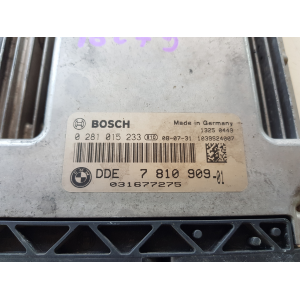 BOSCH
Made in Germany
0 281 015 233
08-07-31
1039S24007
1325 0449
DDE 7 810 909-01
031677275